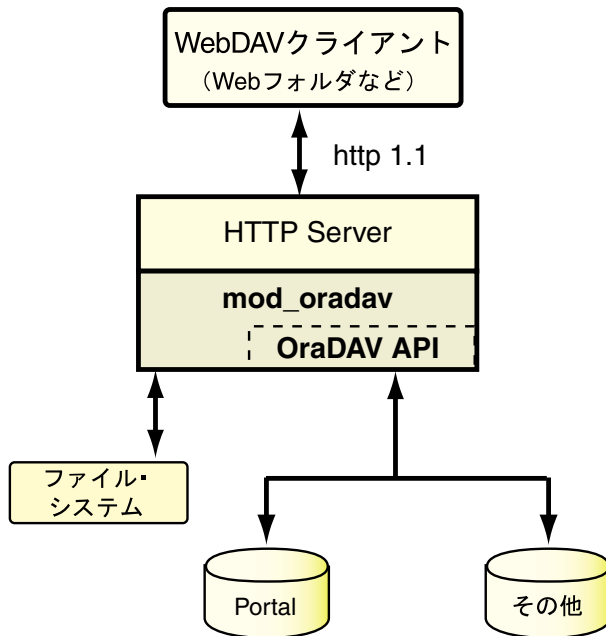 WebDAVクライアント
（Webフォルダなど）
http 1.1
HTTP Server
mod_oradav
OraDAV API
ファイル・
システム
Portal
その他